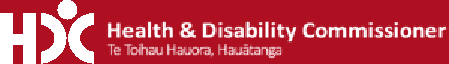 HDC
Health & Disability Commissioner
Te Toihau Hauora, Hauātanga